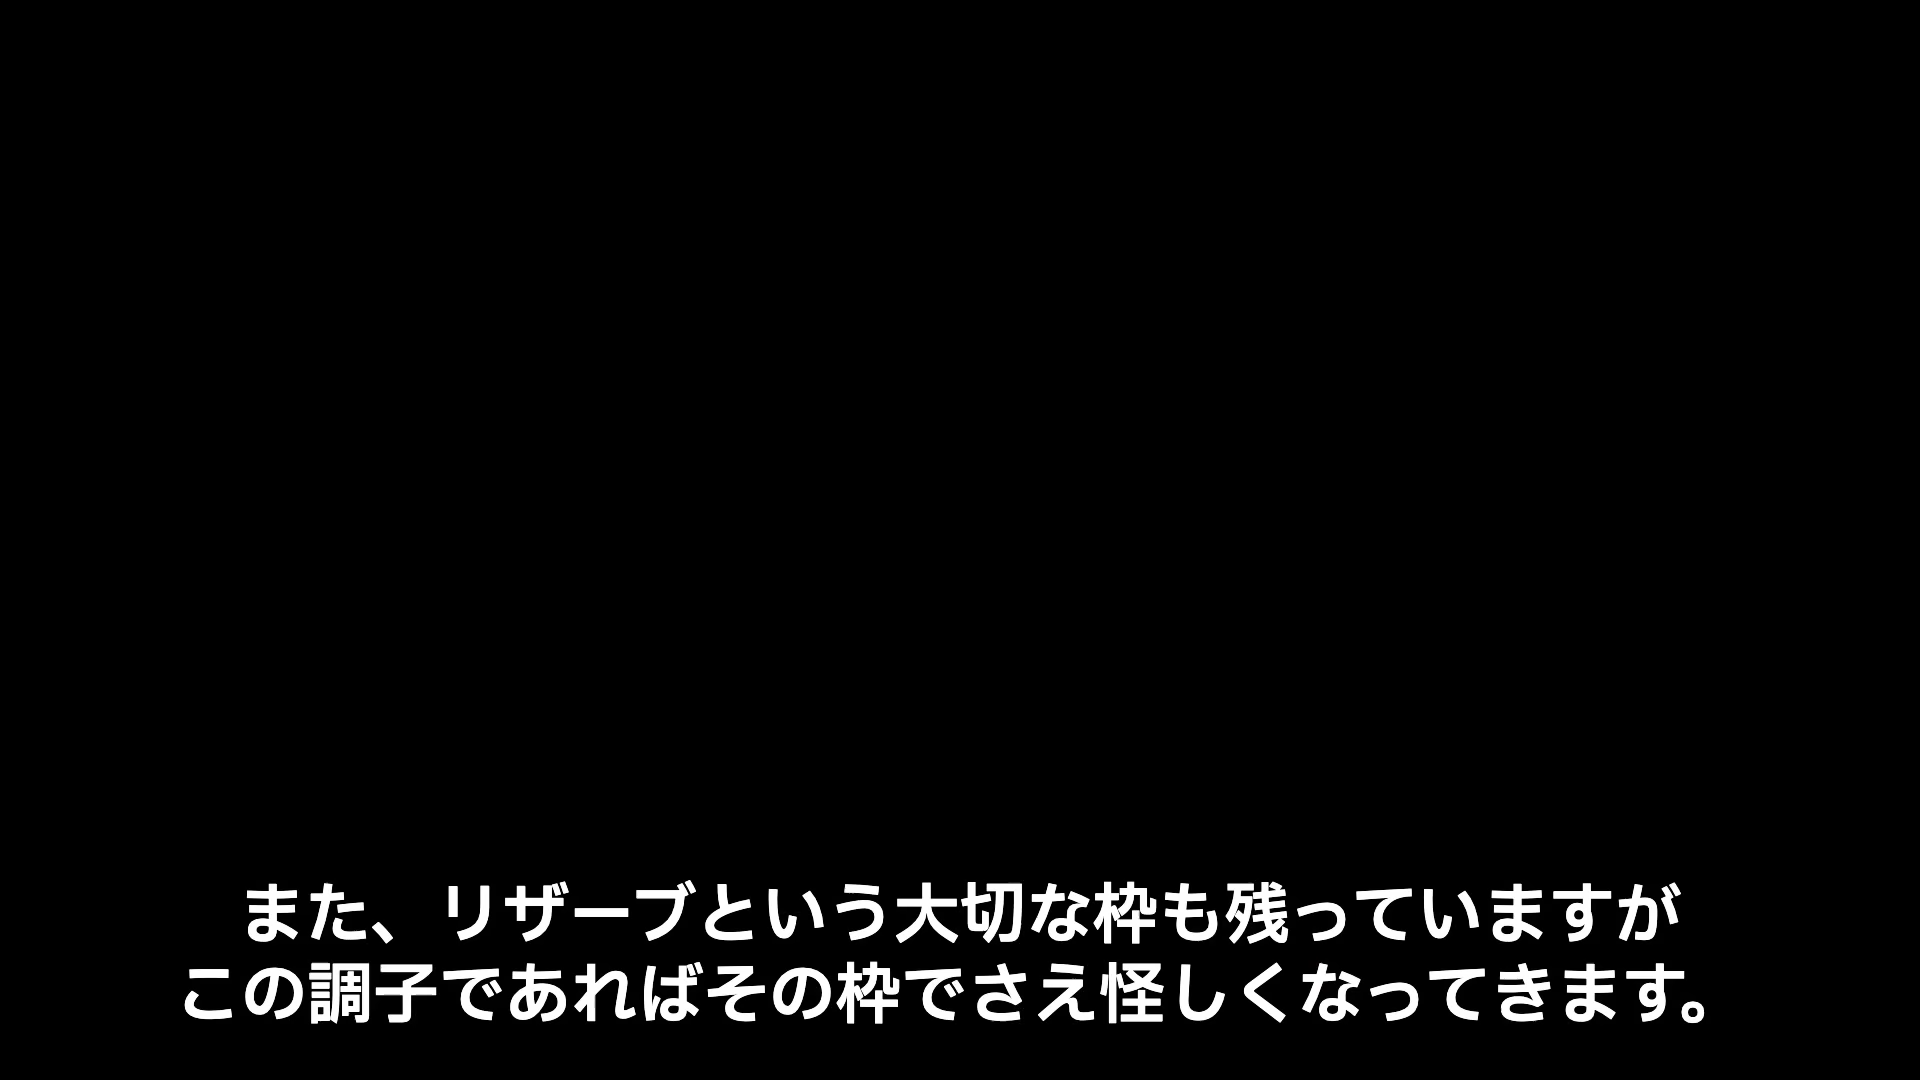 また、リザーブという大切な枠も残っていますが
この調子であればその枠でさえ怪しくなってきます。